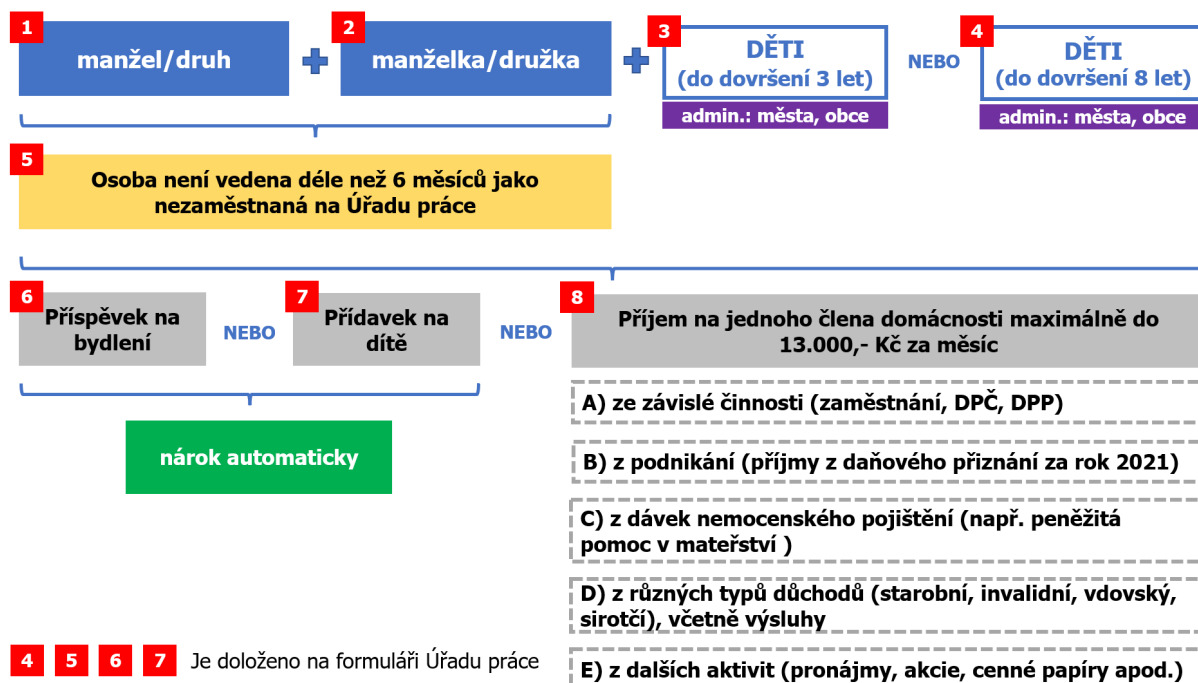 1
manžel/druh
2
manželka/družka
3
DĚTI
(do dovršení 3 let)
admin.: města, obce
NEBO
4
DĚTI
(do dovršení 8 let)
admin.: města, obce
5
Osoba není vedena déle než 6 měsíců jako
nezaměstnaná na Úřadu práce
6
Příspěvek na
bydlení
NEBO
7
Přídavek na
dítě
NEBO
8
Příjem na jednoho člena domácnosti maximálně do
13.000,- Kč za měsíc
nárok automaticky
A) ze závislé činnosti (zaměstnání, DPČ, DPP)
B) z podnikání (příjmy z daňového přiznání za rok 2021)
C) z dávek nemocenského pojištění (např. peněžitá
pomoc v mateřství )
D) z různých typů důchodů (starobní, invalidní, vdovský,
sirotčí), včetně výsluhy
E) z dalších aktivit (pronájmy, akcie, cenné papíry apod.)
4 5 6 7 Je doloženo na formuláři Úřadu práce